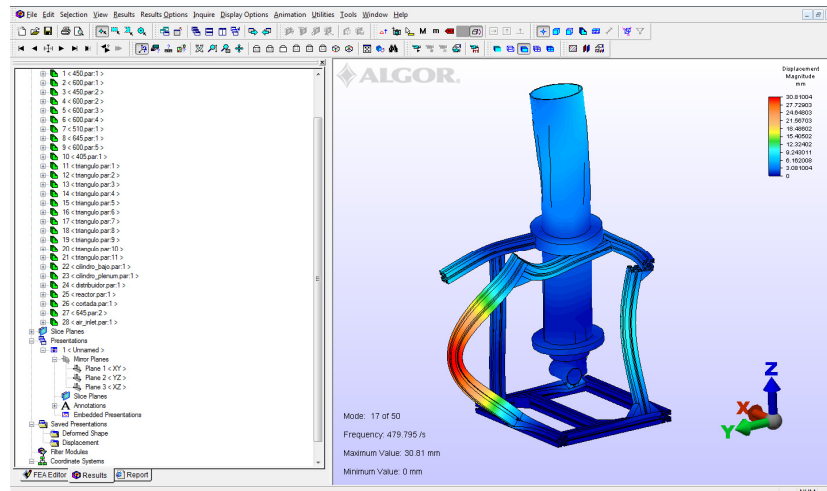 File Edit Selection View Results Results Options Inquire Display Options Animation Utilities Tools Window Help
1 < 450.par:1 >
2 < 600.par:1 >
3 < 450.par:2 >
4 < 600.par:2 >
5 < 600.par:3 >
6 < 600.par:4 >
7 < 510.par:1 >
8 < 645.par:1 >
9 < 600.par:5 >
10 < 405.par:1 >
11 < triangulo.par:1 >
12 < triangulo.par:2 >
13 < triangulo.par:3 >
14 < triangulo.par:4 >
15 < triangulo.par:5 >
16 < triangulo.par:6 >
17 < triangulo.par:7 >
18 < triangulo.par:8 >
19 < triangulo.par:9 >
20 < triangulo.par:10 >
21 < triangulo.par:11 >
22 < cilindro_bajo.par:1 >
23 < cilindro_plenum.par:1 >
24 < distribuidor.par:1 >
25 < reactor.par:1 >
26 < cortada.par:1 >
27 < 645.par:2 >
28 < air_inlet.par:1 >
Slice Planes
Presentations
1 < Unnamed >
Mirror Planes
Plane 1 < XY >
Plane 2 < YZ >
Plane 3 < XZ >
Slice Planes
Annotations
Embedded Presentations
Saved Presentations
Deformed Shape
Displacement
Filter Modules
Coordinate Systems
FEA Editor Results Report
ALGOR.
Displacement
Magnitude
mm
30.81004
27.72903
24.64803
21.56703
18.48602
15.40502
12.32402
9.243011
6.162008
3.081004
0
Mode: 17 of 50
Frequency: 479.795 /s
Maximum Value: 30.81 mm
Minimum Value: 0 mm
Z
X
Y